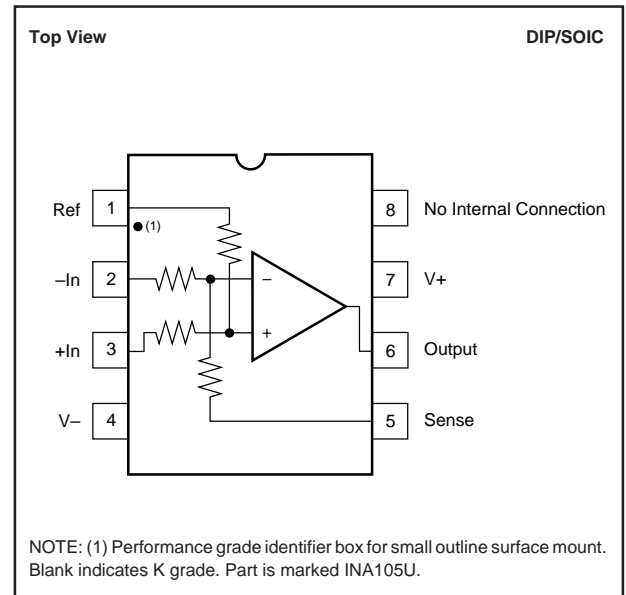 Top View DIP/SOIC
Ref 1 8 No Internal Connection
(1)
–In 2 – 7 V+
+In 3 + 6 Output
V– 4 5 Sense
NOTE: (1) Performance grade identifier box for small outline surface mount.
Blank indicates K grade. Part is marked INA105U.